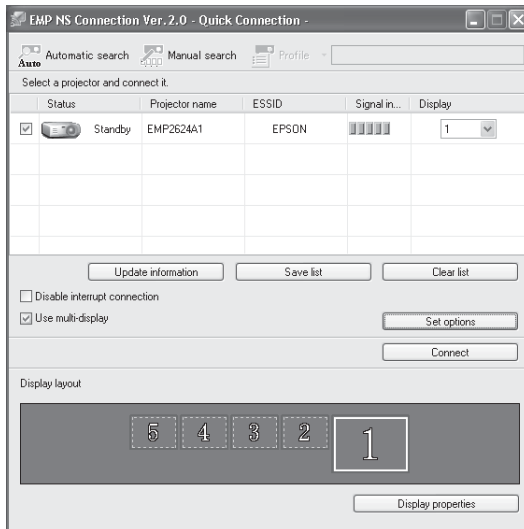 EMP NS Connection Ver. 2.0 - Quick Connection -
Auto Automatic search Manual search Profile
Select a projector and connect it.
Status Projector name ESSID Signal in... Display
Standby EMP2624A1 EPSON 1
Update information Save list Clear list
Disable interrupt connection
Use multi-display
Set options
Connect
Display layout
5 4 3 2 1
Display properties